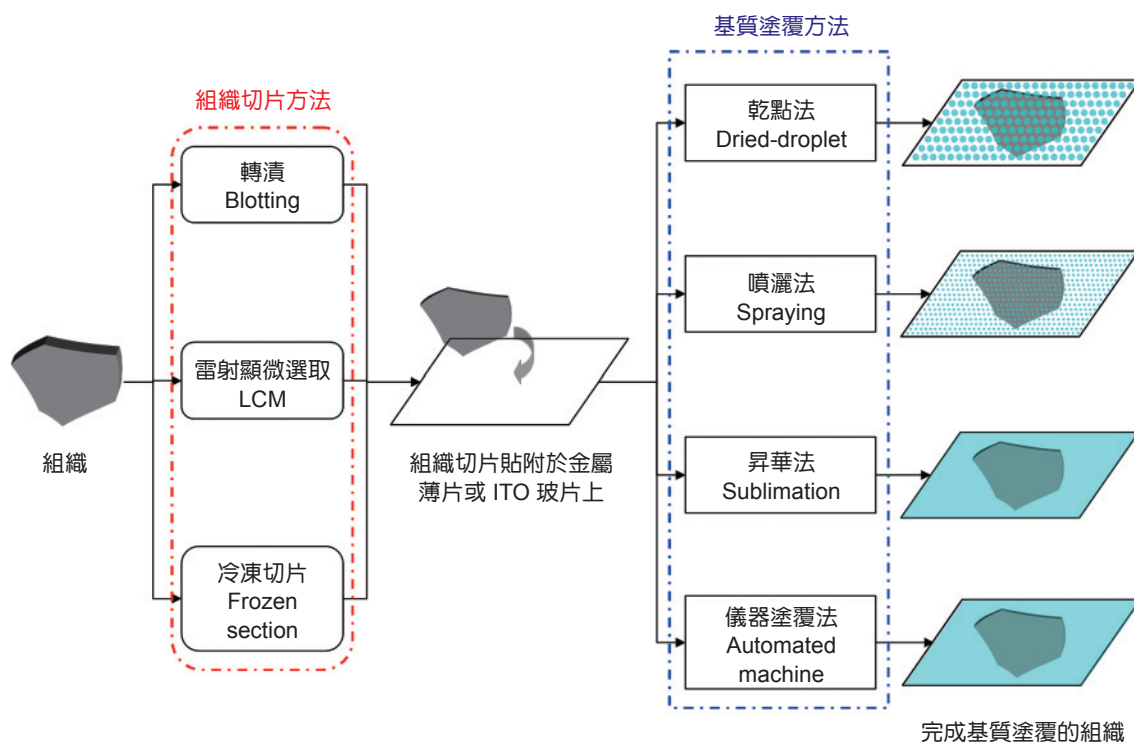 基質塗覆方法
組織切片方法
轉漬
Blotting
雷射顯微選取
LCM
冷凍切片
Frozen
section
組織
組織切片貼附於金屬
薄片或 ITO 玻片上
乾點法
Dried-droplet
噴灑法
Spraying
昇華法
Sublimation
儀器塗覆法
Automated
machine
完成基質塗覆的組織